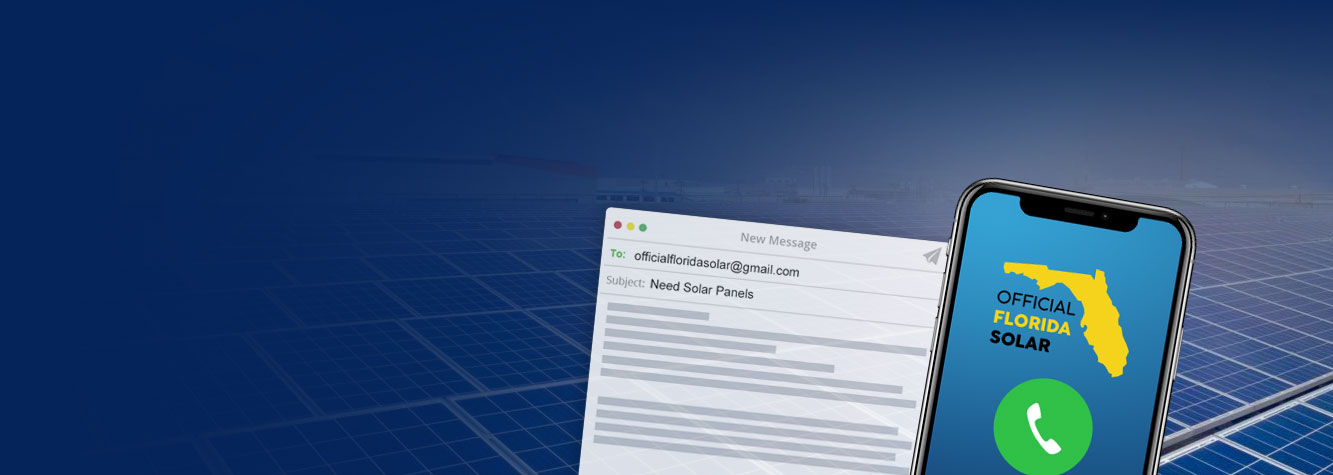 New Message
To: officialfloridasolar@gmail.com
Subject: Need Solar Panels
OFFICIAL
FLORIDA
SOLAR